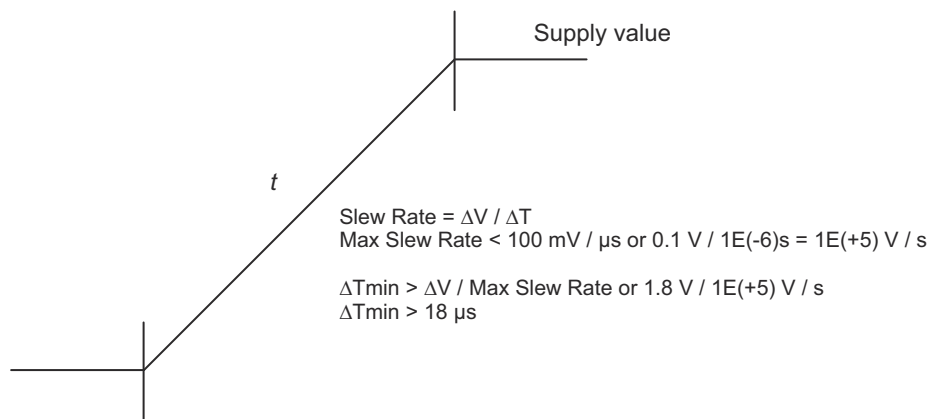 Supply value
t
Slew Rate = ΔV / ΔT
Max Slew Rate < 100 mV / µs or 0.1 V / 1E(-6)s = 1E(+5) V / s
ΔTmin > ΔV / Max Slew Rate or 1.8 V / 1E(+5) V / s
ΔTmin > 18 µs